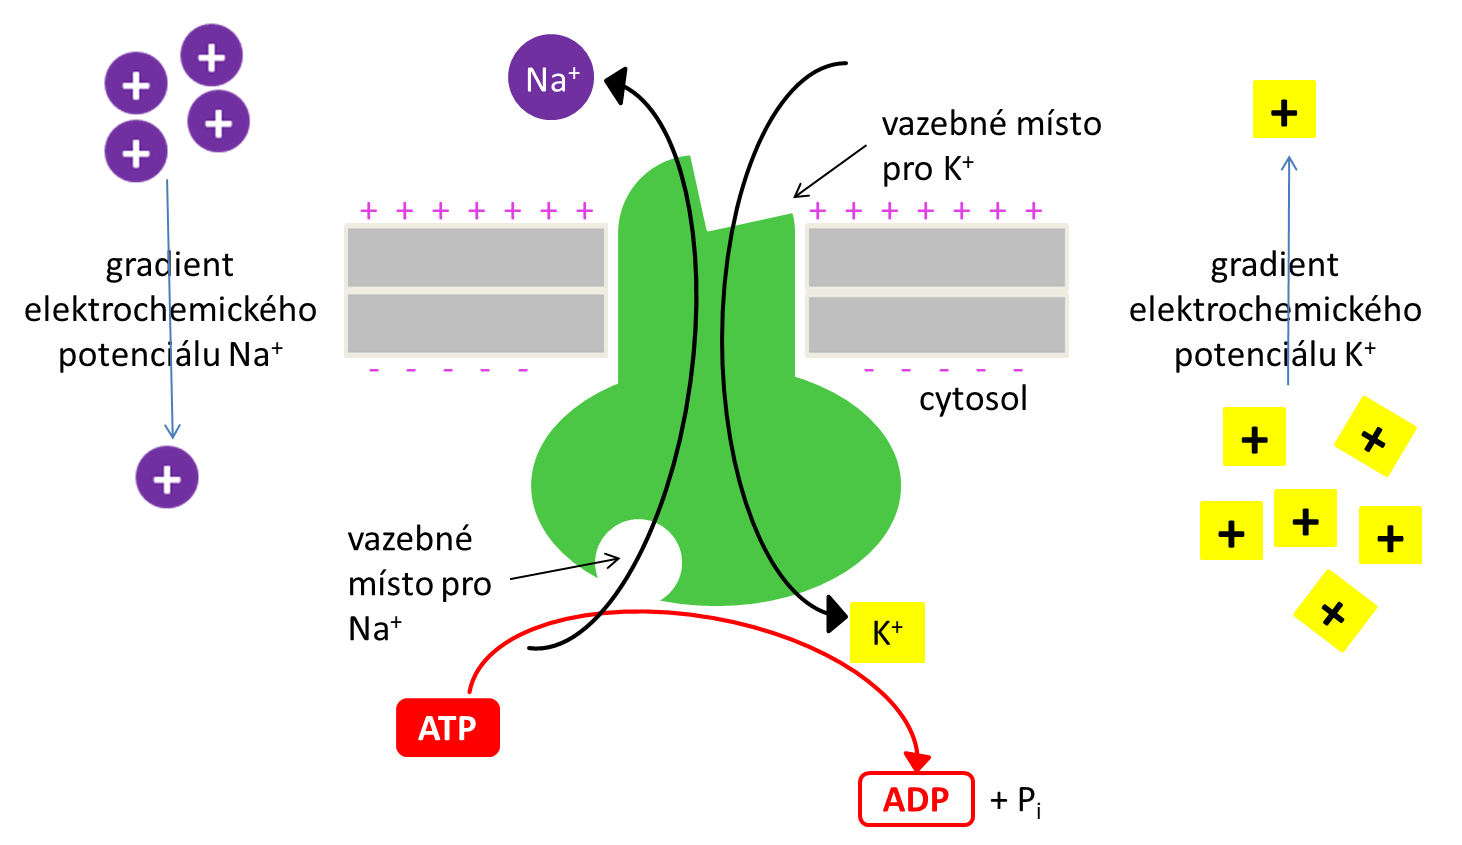 +
+
+
+
Na⁺
+
vazebné místo
pro K⁺
+ + + + + + +
+ + + + + + +
gradient
elektrochemického
potenciálu Na⁺
gradient
elektrochemického
potenciálu K⁺
- - - - -
- - - - -
cytosol
+
+
+
+
+
+
+
vazebné
místo pro
Na⁺
K⁺
ATP
ADP + Pᵢ